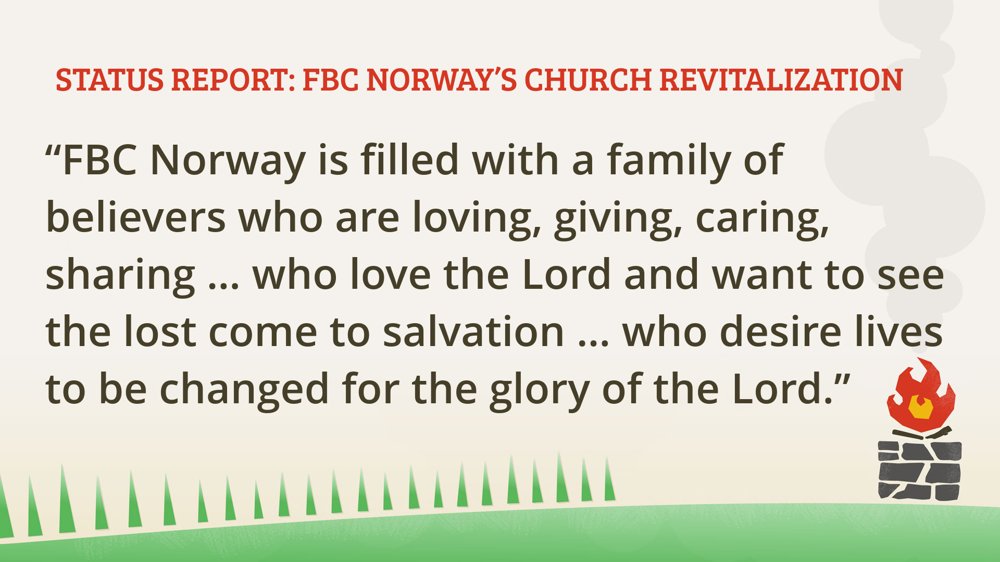 STATUS REPORT: FBC NORWAY’S CHURCH REVITALIZATION
“FBC Norway is filled with a family of
believers who are loving, giving, caring,
sharing … who love the Lord and want to see
the lost come to salvation … who desire lives
to be changed for the glory of the Lord.”